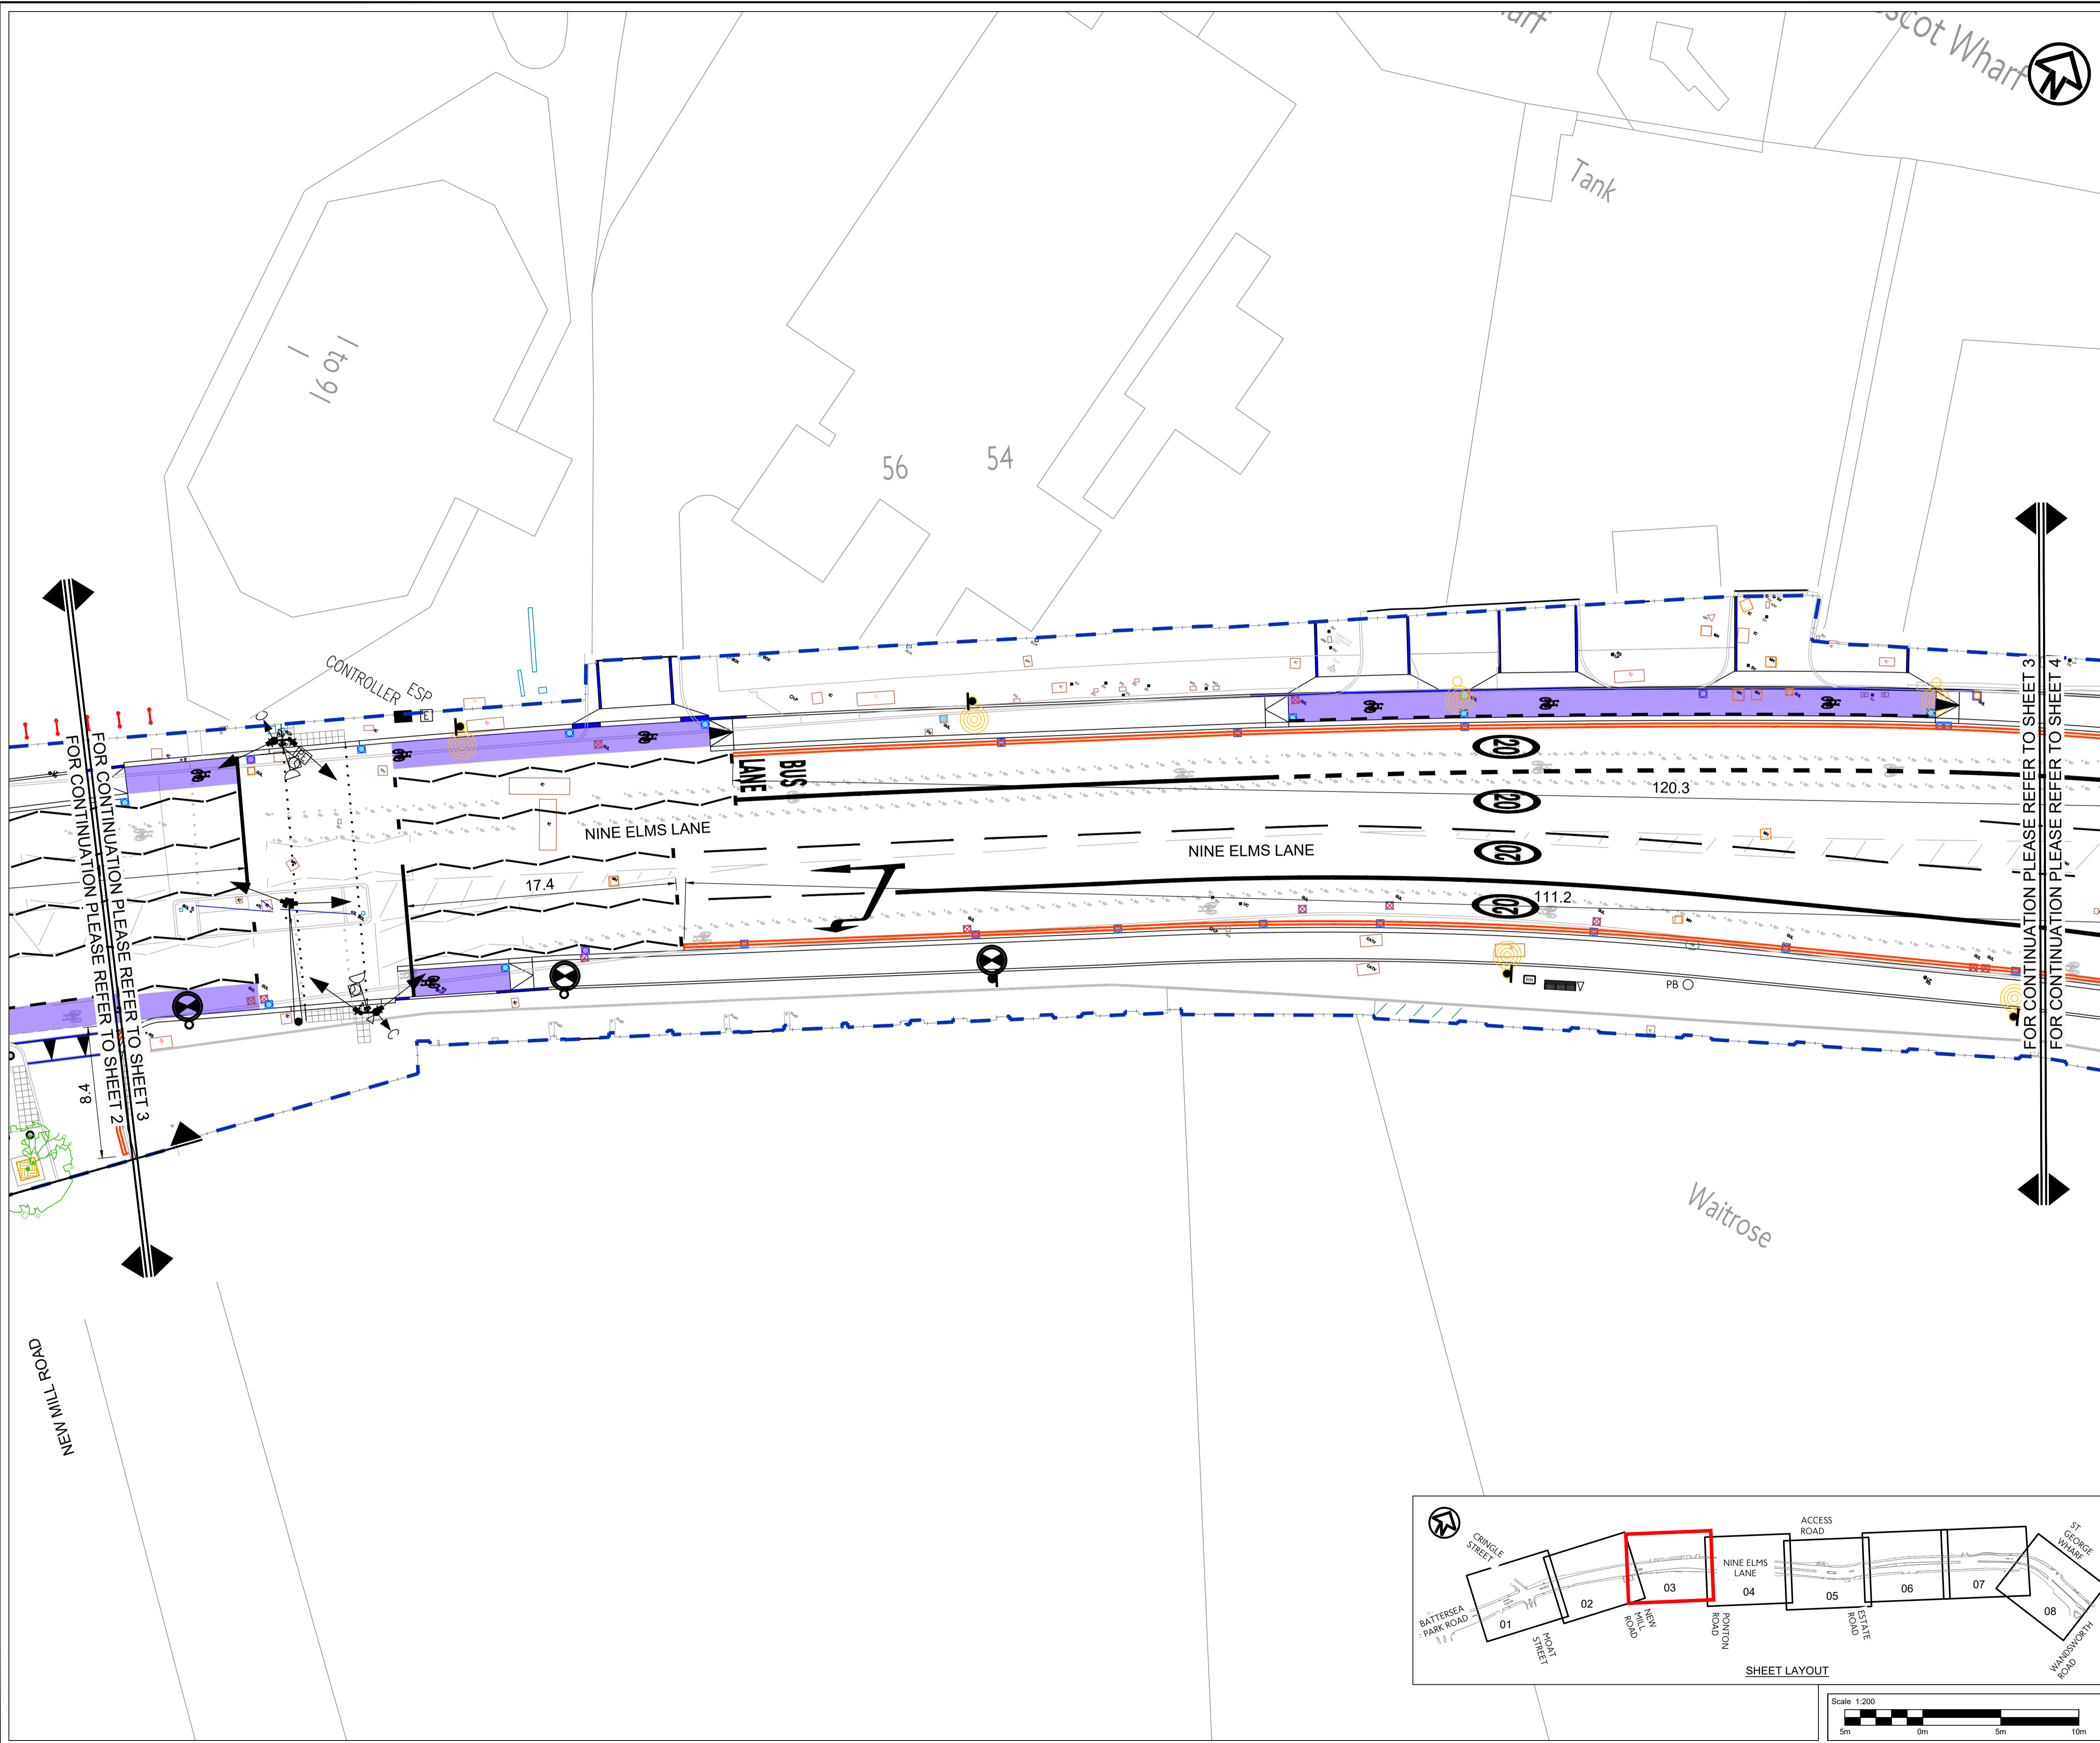 arf
scot Wharf
N
Tank
1
1 to 91
56
54
CONTROLLER
ESP
E
FOR CONTINUATION PLEASE REFER TO SHEET 3
FOR CONTINUATION PLEASE REFER TO SHEET 2
FOR CONTINUATION PLEASE REFER TO SHEET 3
FOR CONTINUATION PLEASE REFER TO SHEET 4
BUS
LANE
20
20
20
20
120.3
NINE ELMS LANE
NINE ELMS LANE
17.4
111.2
PB
BIN
8.4
Waitrose
NEW MILL ROAD
N
CRINGLE
STREET
ACCESS
ROAD
ST
GEORGE
WHARF
NINE ELMS
LANE
BATTERSEA
PARK ROAD
01
02
03
04
05
06
07
08
MOAT
STREET
NEW
MILL
ROAD
PONTON
ROAD
ESTATE
ROAD
WANDSWORTH
ROAD
SHEET LAYOUT
Scale 1:200
5m
0m
5m
10m